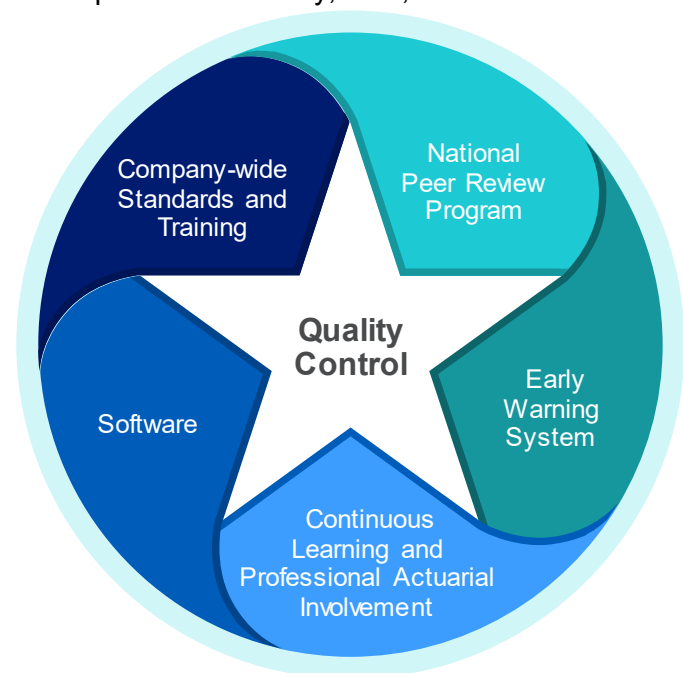 Company-wide
Standards and
Training
National
Peer Review
Program
Quality
Control
Early
Warning
System
Software
Continuous
Learning and
Professional Actuarial
Involvement